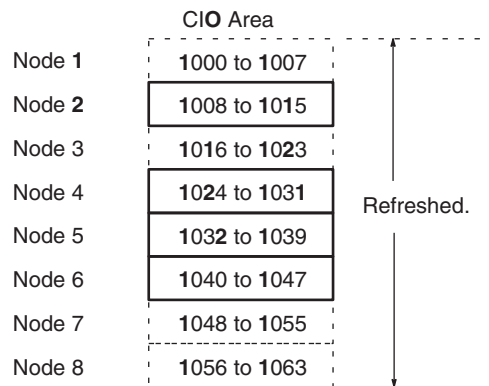 CIO Area
Node 1 1000 to 1007
Node 2 1008 to 1015
Node 3 1016 to 1023
Node 4 1024 to 1031
Refreshed.
Node 5 1032 to 1039
Node 6 1040 to 1047
Node 7 1048 to 1055
Node 8 1056 to 1063